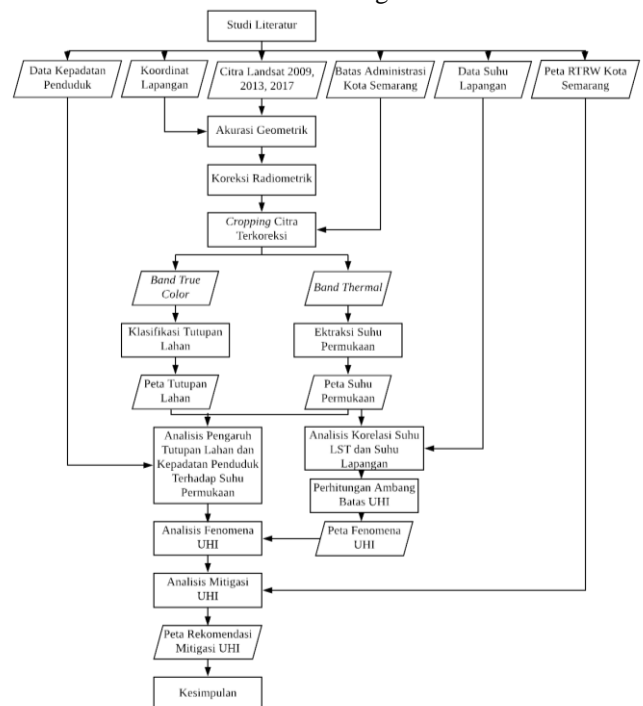 Studi Literatur
Data Kepadatan
Penduduk
Koordinat
Lapangan
Citra Landsat 2009,
2013, 2017
Batas Administrasi
Kota Semarang
Data Suhu
Lapangan
Peta RTRW Kota
Semarang
Akurasi Geometrik
Koreksi Radiometrik
Cropping Citra
Terkoreksi
Band True
Color
Band Thermal
Klasifikasi Tutupan
Lahan
Ektraksi Suhu
Permukaan
Peta Tutupan
Lahan
Peta Suhu
Permukaan
Analisis Pengaruh
Tutupan Lahan dan
Kepadatan Penduduk
Terhadap Suhu
Permukaan
Analisis Korelasi Suhu
LST dan Suhu
Lapangan
Perhitungan Ambang
Batas UHI
Analisis Fenomena
UHI
Peta Fenomena
UHI
Analisis Mitigasi
UHI
Peta Rekomendasi
Mitigasi UHI
Kesimpulan